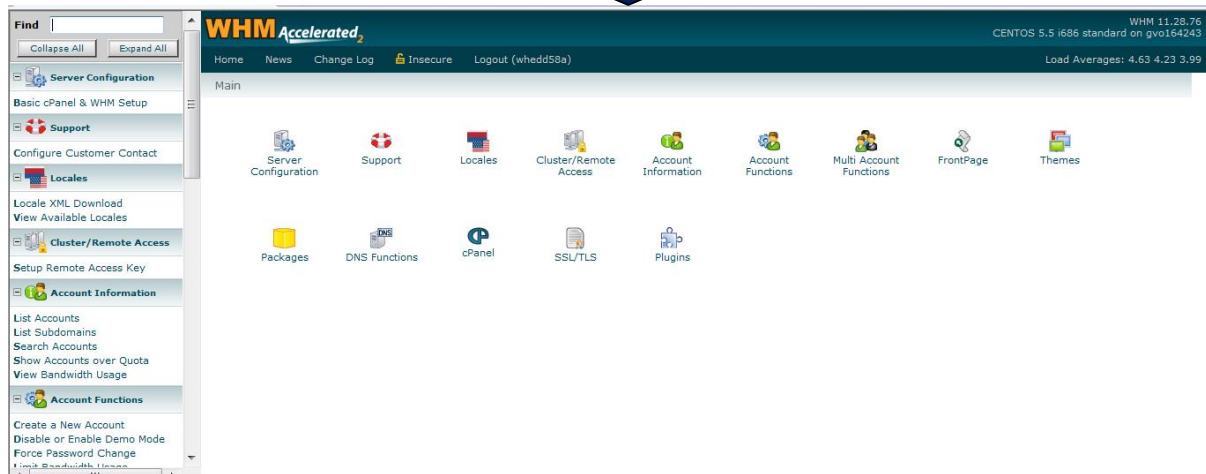 Find
Collapse All Expand All
Server Configuration
Basic cPanel & WHM Setup
Support
Configure Customer Contact
Locales
Locale XML Download
View Available Locales
Cluster/Remote Access
Setup Remote Access Key
Account Information
List Accounts
List Subdomains
Search Accounts
Show Accounts over Quota
View Bandwidth Usage
Account Functions
Create a New Account
Disable or Enable Demo Mode
Force Password Change
Limit Bandwidth Usage
WHM Accelerated2
WHM 11.28.76
CENTOS 5.5 i686 standard on gvo164243
Home News Change Log Insecure Logout (whedd58a)
Load Averages: 4.63 4.23 3.99
Main
Server Configuration
Support
Locales
Cluster/Remote Access
Account Information
Account Functions
Multi Account Functions
FrontPage
Themes
Packages
DNS
DNS Functions
cP
cPanel
SSL/TLS
Plugins